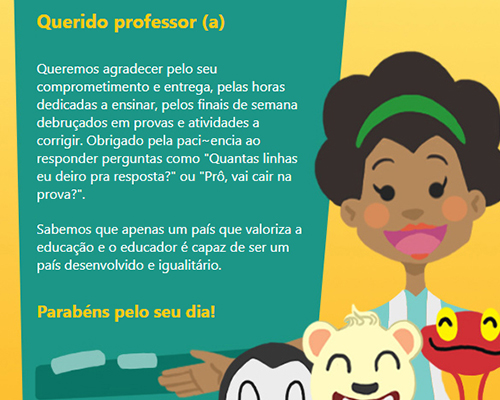 Querido professor (a)
Queremos agradecer pelo seu
comprometimento e entrega, pelas horas
dedicadas a ensinar, pelos finais de semana
debruçados em provas e atividades a
corrigir. Obrigado pela paci~encia ao
responder perguntas como "Quantas linhas
eu deiro pra resposta?" ou "Prô, vai cair na
prova?".
Sabemos que apenas um país que valoriza a
educação e o educador é capaz de ser um
país desenvolvido e igualitário.
Parabéns pelo seu dia!